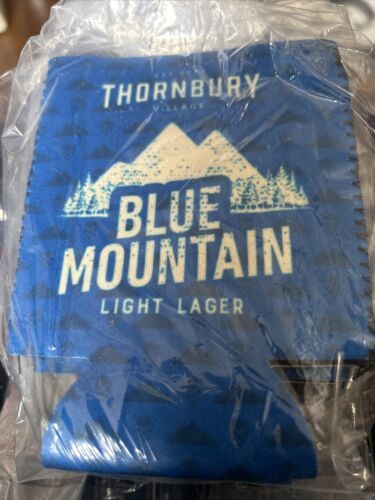 THORNBURY
VILLAGE
BLUE
MOUNTAIN
LIGHT LAGER